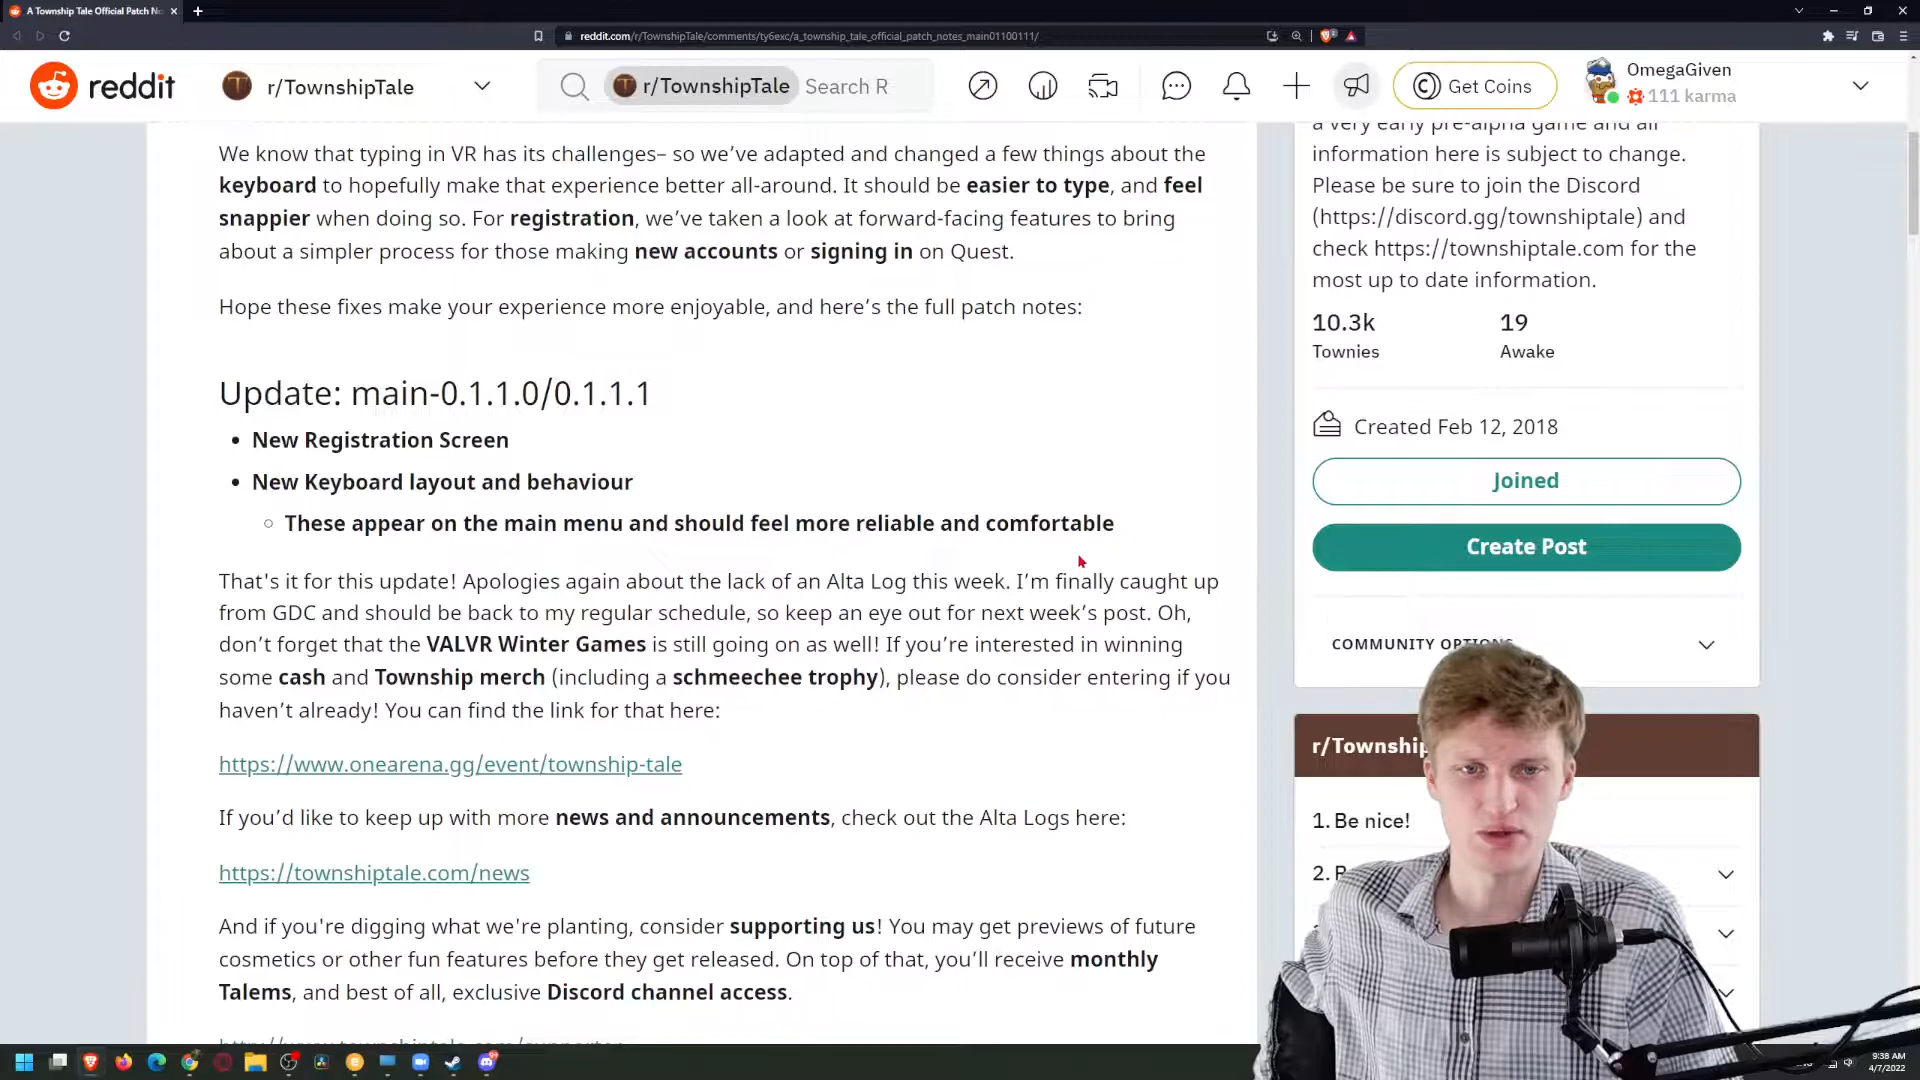 A Township Tale Official Patch No
reddit.com/r/TownshipTale/comments/ty6exc/a_township_tale_official_patch_notes_main01100111/
reddit
r/TownshipTale
r/TownshipTale
Search R
Get Coins
OmegaGiven
111 karma
We know that typing in VR has its challenges– so we’ve adapted and changed a few things about the
keyboard to hopefully make that experience better all-around. It should be easier to type, and feel
snappier when doing so. For registration, we’ve taken a look at forward-facing features to bring
about a simpler process for those making new accounts or signing in on Quest.
Hope these fixes make your experience more enjoyable, and here’s the full patch notes:
Update: main-0.1.1.0/0.1.1.1
• New Registration Screen
• New Keyboard layout and behaviour
○ These appear on the main menu and should feel more reliable and comfortable
That's it for this update! Apologies again about the lack of an Alta Log this week. I’m finally caught up
from GDC and should be back to my regular schedule, so keep an eye out for next week’s post. Oh,
don’t forget that the VALVR Winter Games is still going on as well! If you’re interested in winning
some cash and Township merch (including a schmeechee trophy), please do consider entering if you
haven’t already! You can find the link for that here:
https://www.onearena.gg/event/township-tale
If you’d like to keep up with more news and announcements, check out the Alta Logs here:
https://townshiptale.com/news
And if you're digging what we're planting, consider supporting us! You may get previews of future
cosmetics or other fun features before they get released. On top of that, you’ll receive monthly
Talems, and best of all, exclusive Discord channel access.
a very early pre-alpha game and all
information here is subject to change.
Please be sure to join the Discord
(https://discord.gg/townshiptale) and
check https://townshiptale.com for the
most up to date information.
10.3k
19
Townies
Awake
Created Feb 12, 2018
Joined
Create Post
COMMUNITY OPTIONS
r/Township
1. Be nice!
2.
9:38 AM
4/7/2022